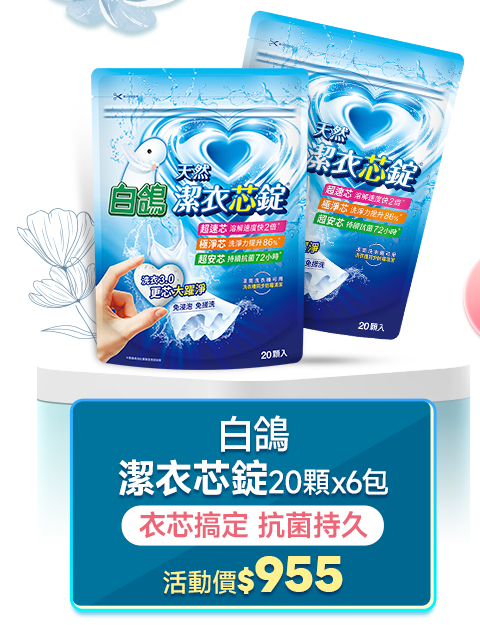 天然
白鴿
潔衣芯錠
超速芯 溶解速度快2倍
極淨芯 洗淨力提升86%
超安芯 持續抗菌72小時
洗衣3.0
更芯大躍淨
免浸泡 免搓洗
20顆入
天然
潔衣芯錠
超速芯 溶解速度快2倍
極淨芯 洗淨力提升86%
超安芯 持續抗菌72小時
20顆入
白鴿
潔衣芯錠20顆x6包
衣芯搞定 抗菌持久
活動價$955